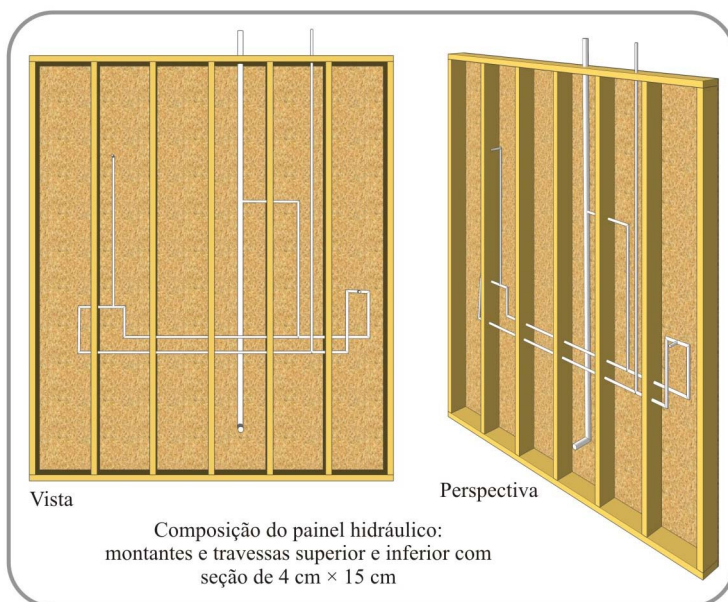 Vista
Perspectiva
Composição do painel hidráulico:
montantes e travessas superior e inferior com
seção de 4 cm × 15 cm